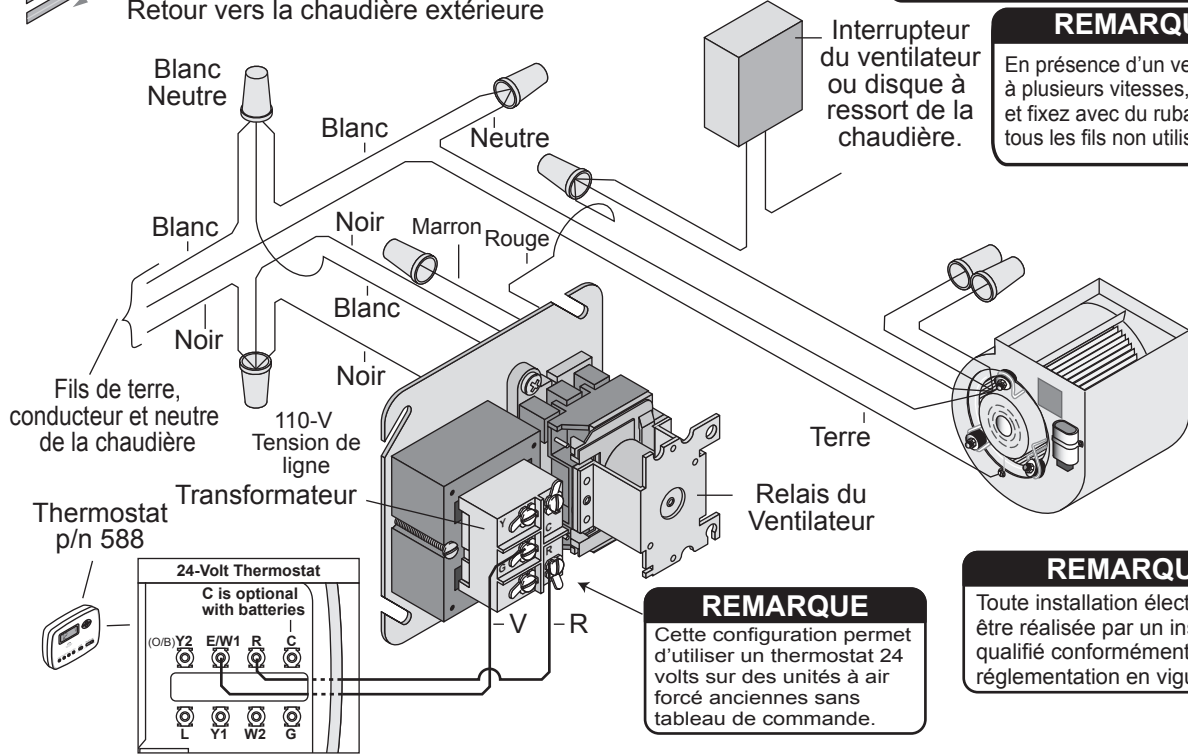 Retour vers la chaudière extérieure
Blanc
Neutre
Blanc
Neutre
Interrupteur
du ventilateur
ou disque à
ressort de la
chaudière.
REMARQU
En présence d'un ve
à plusieurs vitesses,
et fixez avec du ruba
tous les fils non utilis
Blanc
Noir
Marron
Rouge
Noir
Blanc
Noir
Fils de terre,
conducteur et neutre
de la chaudière
110-V
Tension de
ligne
Transformateur
Terre
Relais du
Ventilateur
Thermostat
p/n 588
24-Volt Thermostat
C is optional
with batteries
(O/B)Y2 E/W1 R C
L Y1 W2 G
Y
C
G
R
V
R
REMARQUE
Cette configuration permet
d'utiliser un thermostat 24
volts sur des unités à air
forcé anciennes sans
tableau de commande.
REMARQU
Toute installation élect
être réalisée par un ins
qualifié conformément
réglementation en vigu